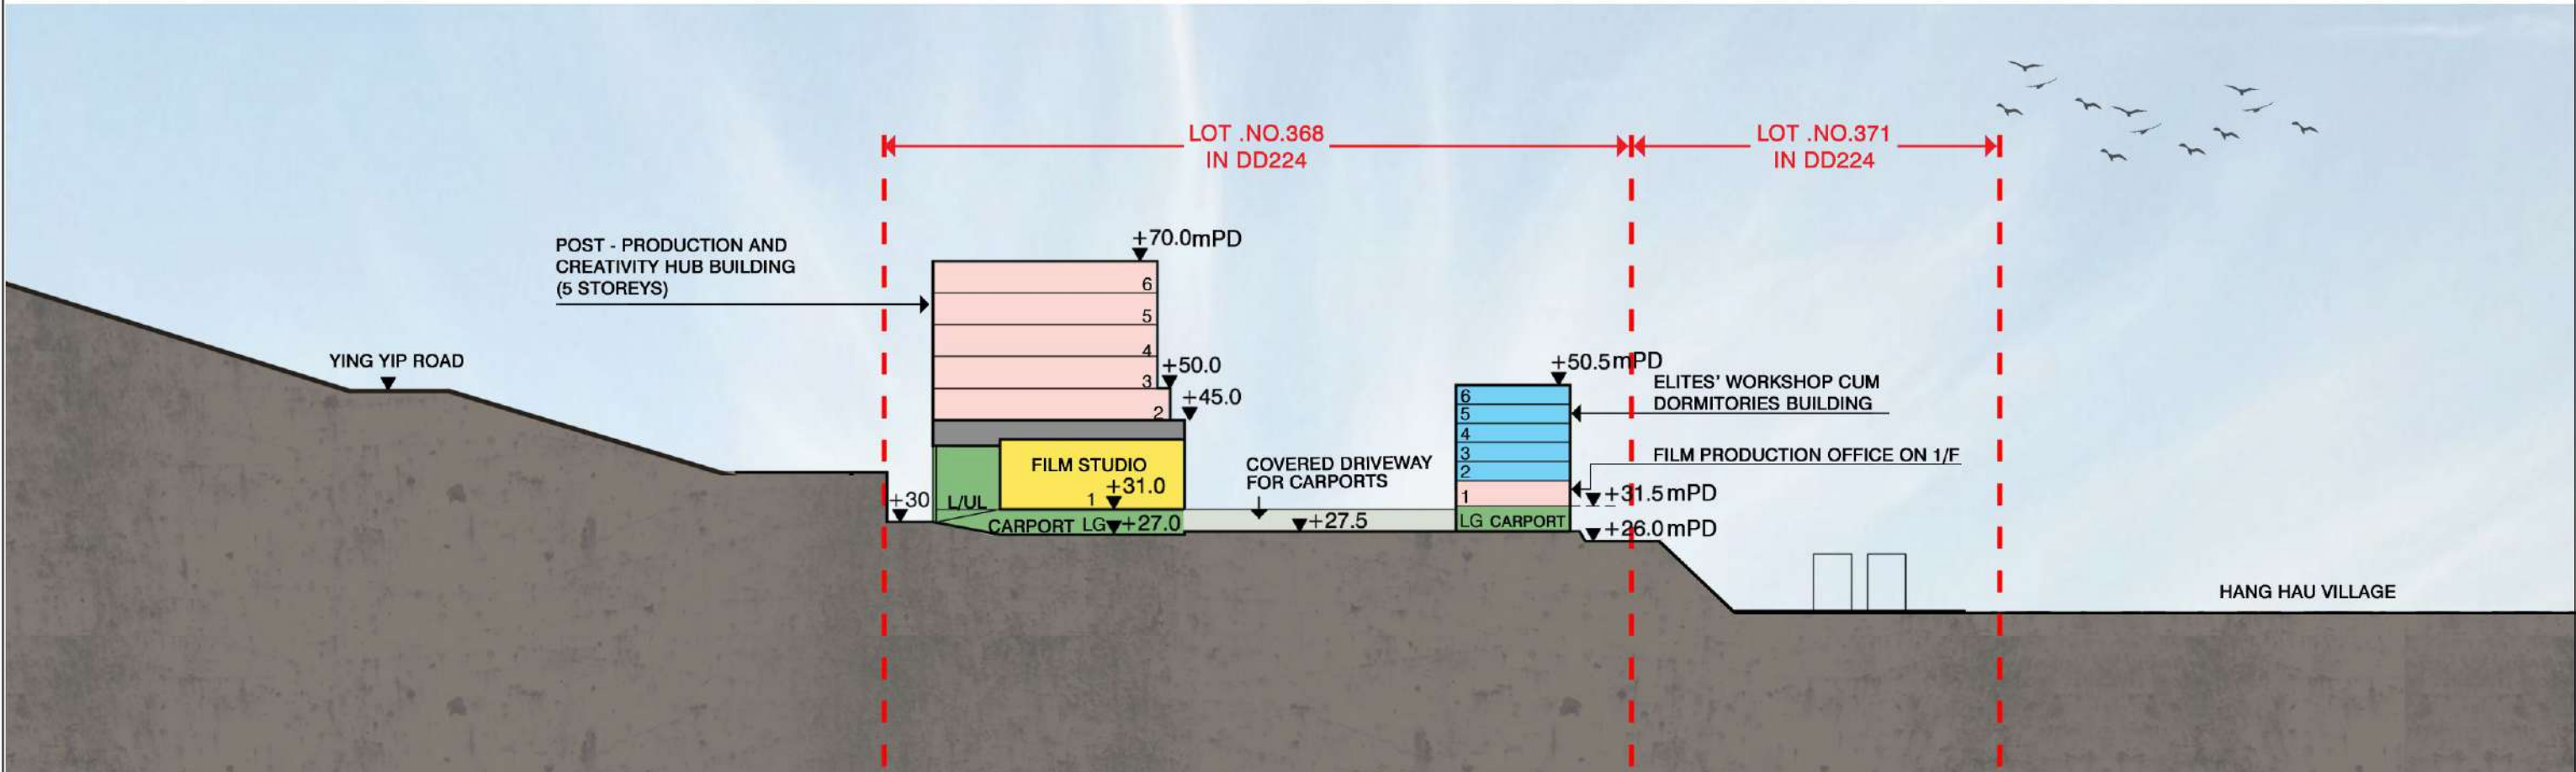 LOT .NO.368
IN DD224
LOT .NO.371
IN DD224
POST - PRODUCTION AND
CREATIVITY HUB BUILDING
(5 STOREYS)
+70.0mPD
6
5
4
3
2
+50.0
+45.0
YING YIP ROAD
+50.5mPD
ELITES' WORKSHOP CUM
DORMITORIES BUILDING
6
5
4
3
2
1
FILM PRODUCTION OFFICE ON 1/F
+31.5mPD
LG CARPORT
+26.0mPD
FILM STUDIO
1 +31.0
COVERED DRIVEWAY
FOR CARPORTS
+30
L/UL
CARPORT LG +27.0
+27.5
HANG HAU VILLAGE